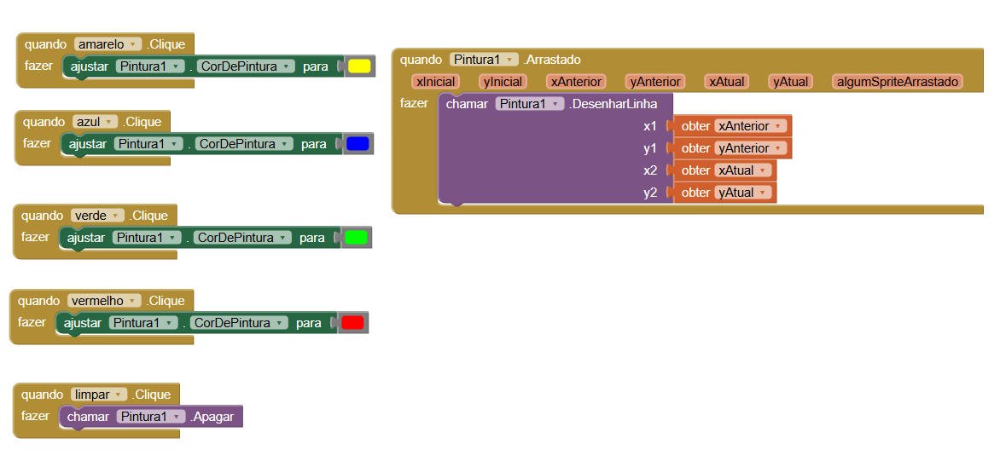 quando amarelo .Clique
fazer ajustar Pintura1 . CorDePintura para
quando azul .Clique
fazer ajustar Pintura1 . CorDePintura para
quando verde .Clique
fazer ajustar Pintura1 . CorDePintura para
quando vermelho .Clique
fazer ajustar Pintura1 . CorDePintura para
quando limpar .Clique
fazer chamar Pintura1 .Apagar
quando Pintura1 .Arrastado
xInicial yInicial xAnterior yAnterior xAtual yAtual algumSpriteArrastado
fazer chamar Pintura1 .DesenharLinha
x1 obter xAnterior
y1 obter yAnterior
x2 obter xAtual
y2 obter yAtual